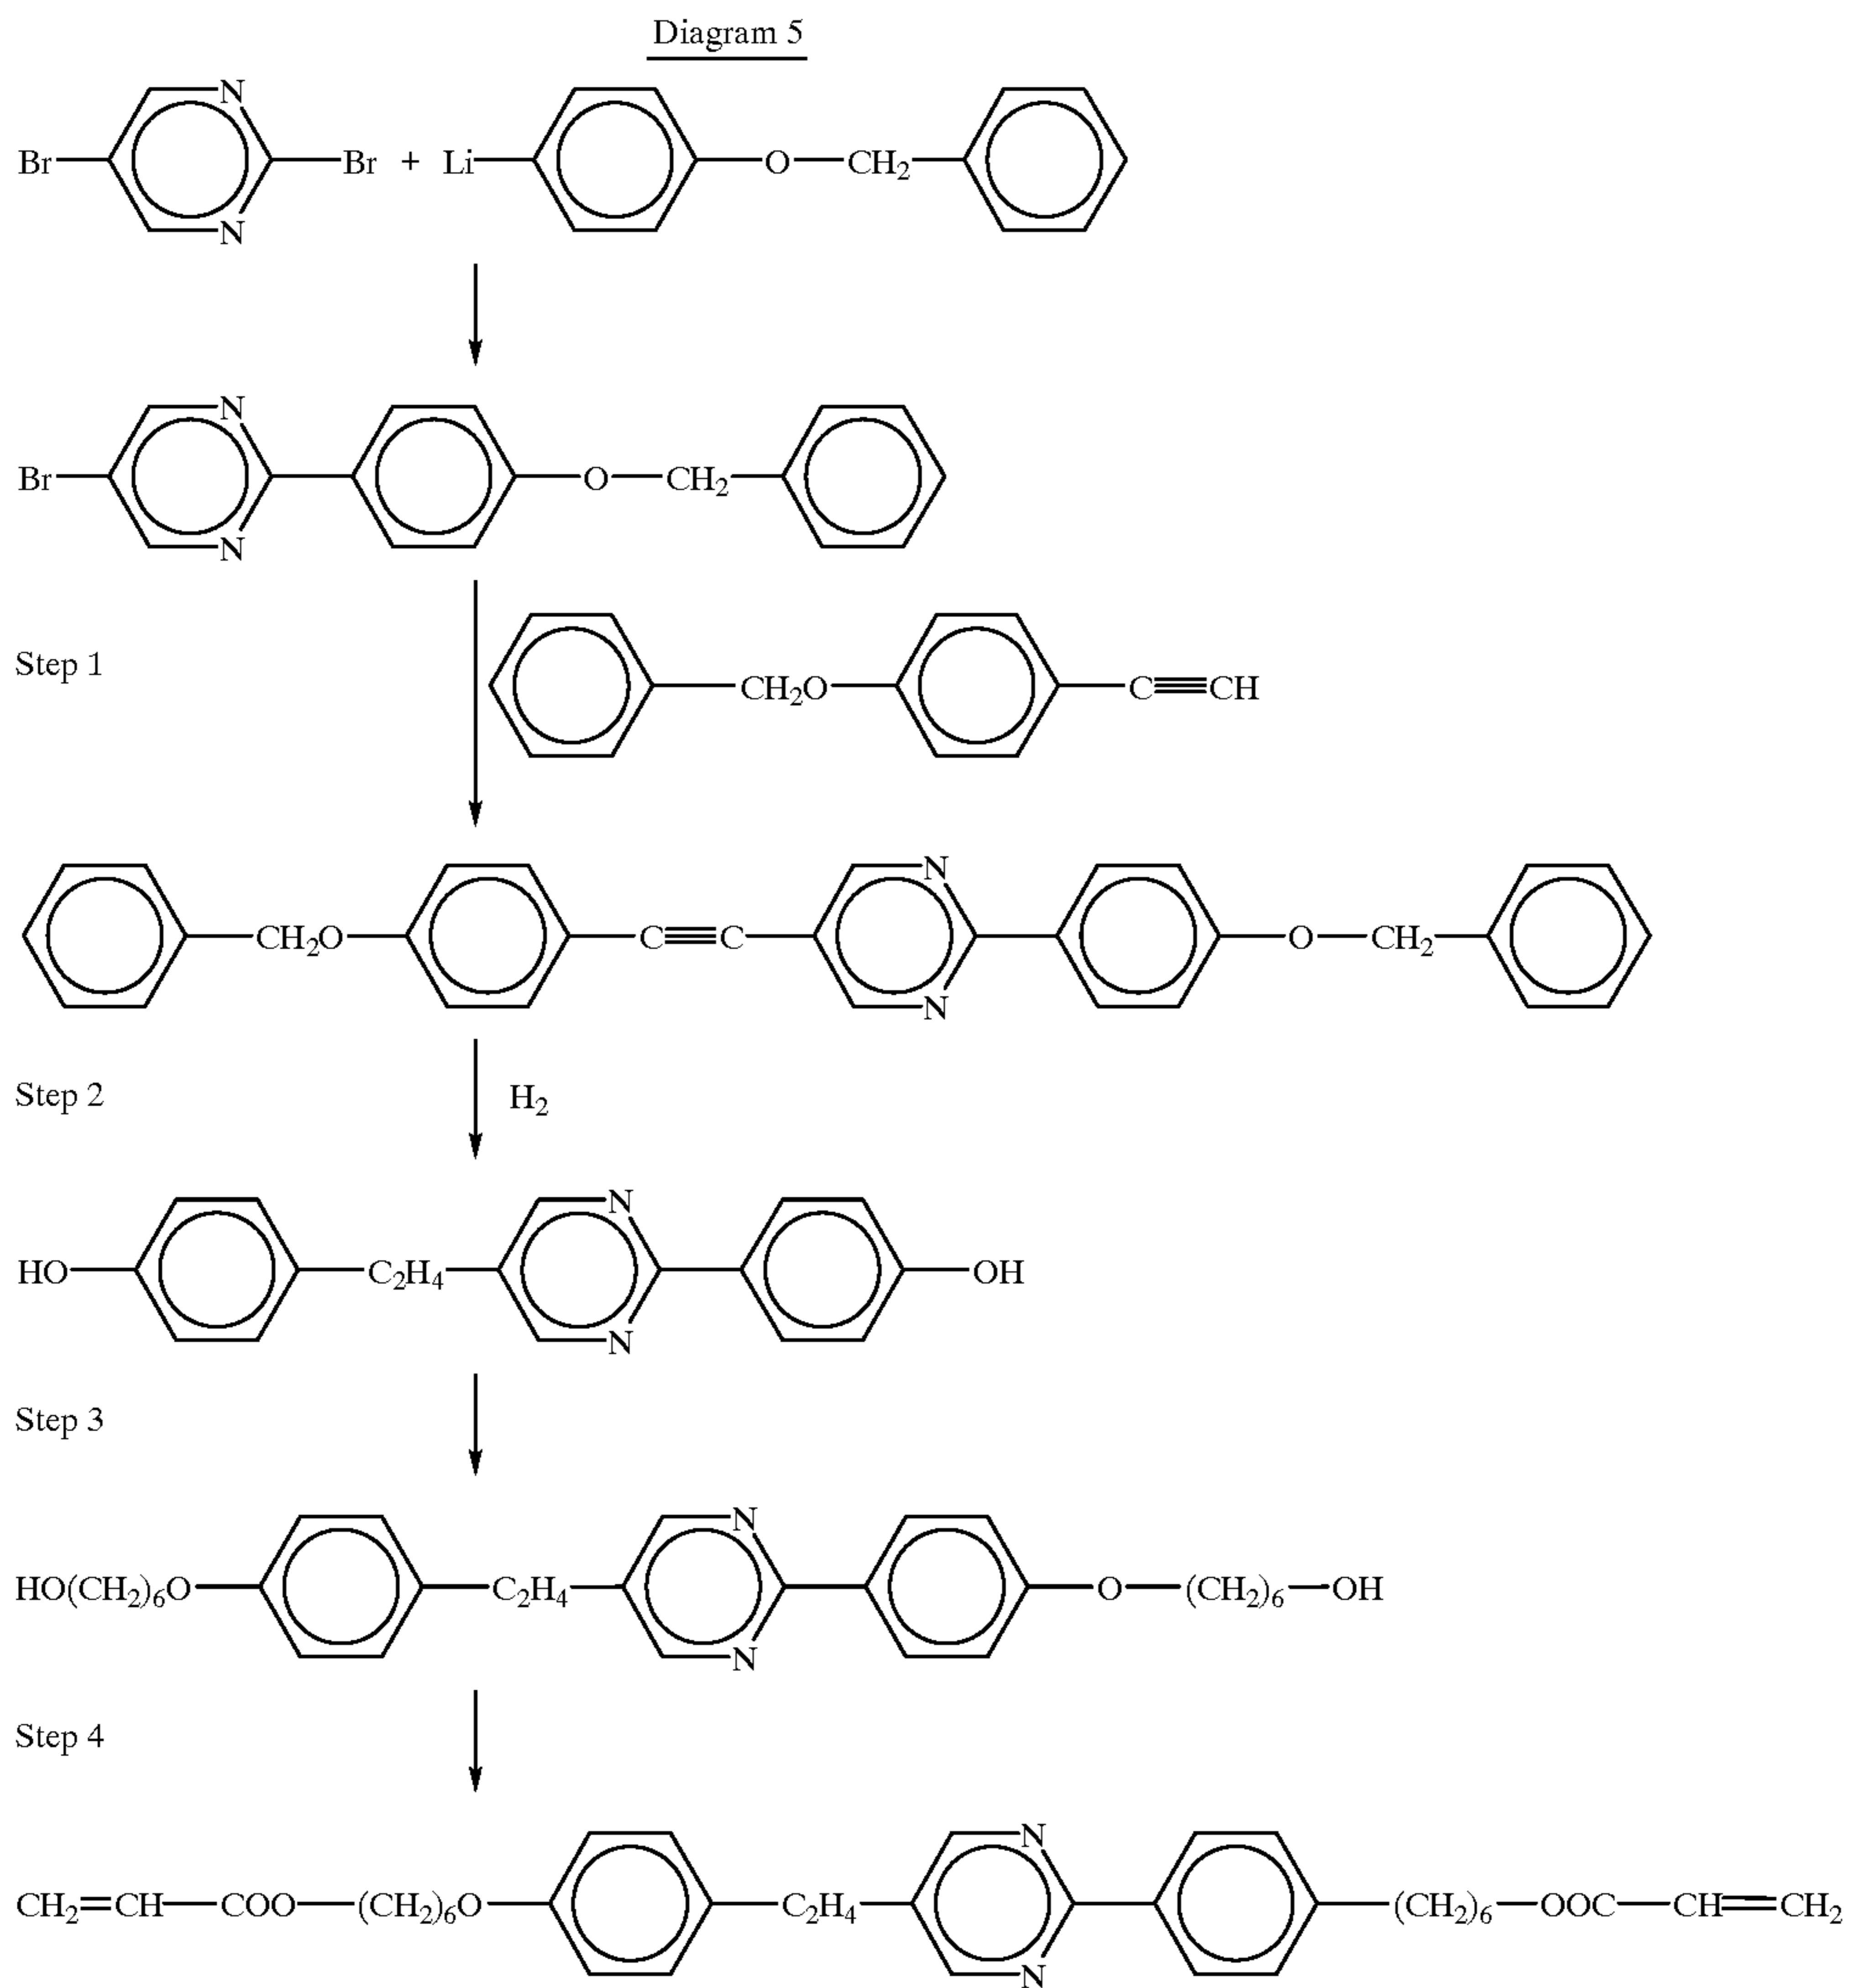 Diagram 5
N
Br Br + Li O CH₂
N
N
Br O CH₂
N
Step 1
CH₂O C CH
N
CH₂O C C O CH₂
N
Step 2 H₂
N
HO C₂H₄ OH
N
Step 3
N
HO(CH₂)₆O C₂H₄ O (CH₂)₆ OH
N
Step 4
N
CH₂ CH COO (CH₂)₆O C₂H₄ (CH₂)₆ OOC CH CH₂
N